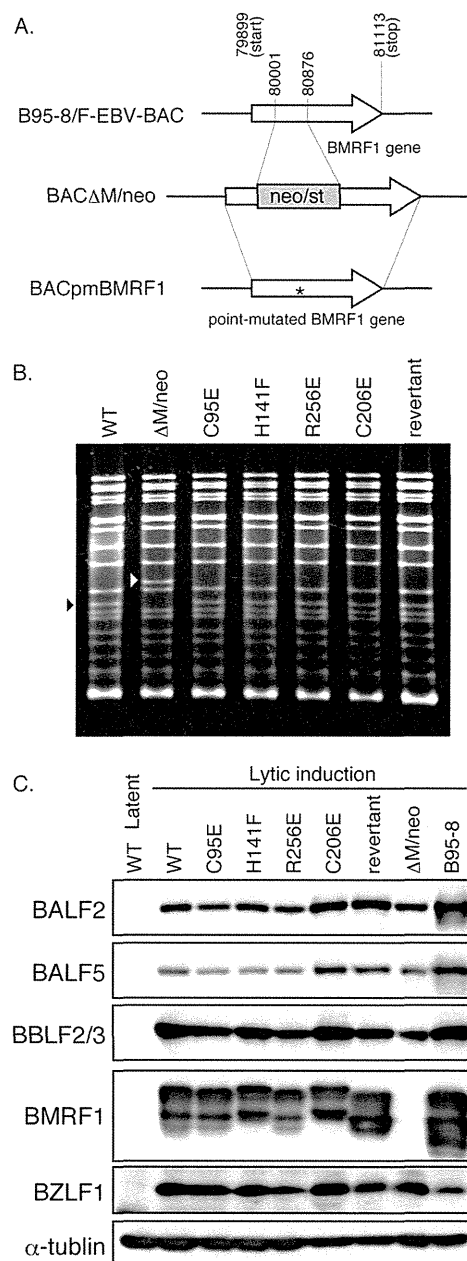 A.
79899
(start)
80001
80876
81113
(stop)
B95-8/F-EBV-BAC
BMRF1 gene
BACΔM/neo
neo/st
BACpmBMRF1
*
point-mutated BMRF1 gene
B.
WT
ΔM/neo
C95E
H141F
R256E
C206E
revertant
C.
Lytic induction
WT Latent
WT
C95E
H141F
R256E
C206E
revertant
ΔM/neo
B95-8
BALF2
BALF5
BBLF2/3
BMRF1
BZLF1
α-tublin